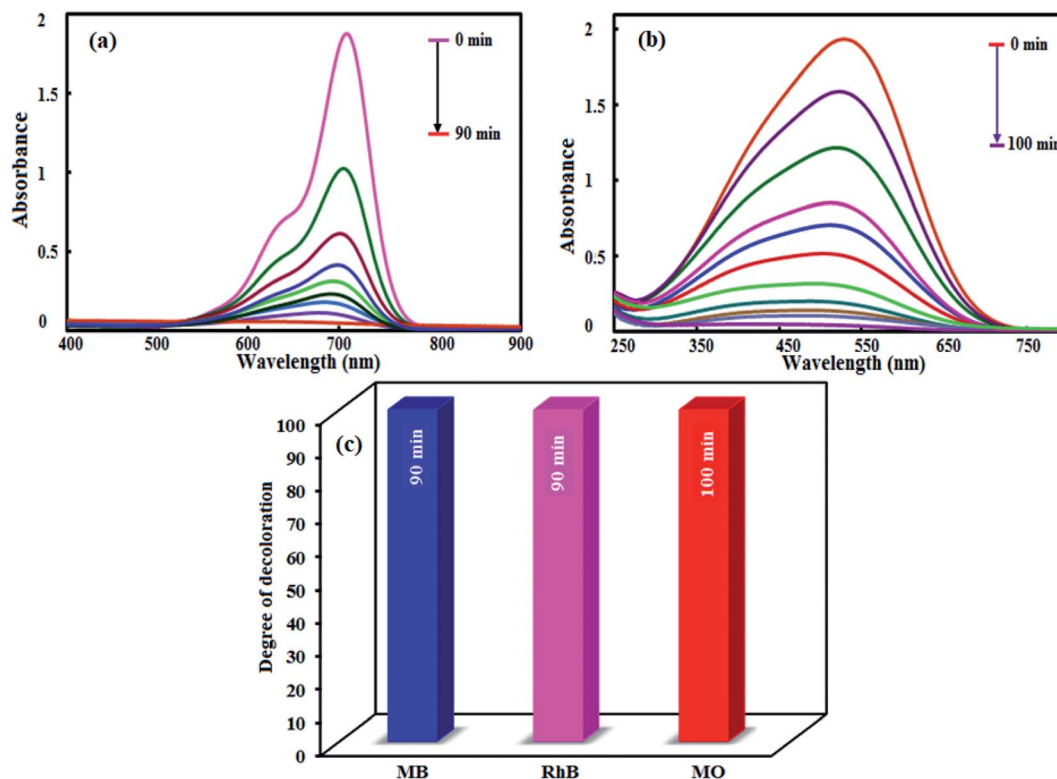 (a)
0 min
90 min
2
1.5
1
0.5
0
Absorbance
400
500
600
700
800
900
Wavelength (nm)
(b)
0 min
100 min
2
1.5
1
0.5
0
Absorbance
250
350
450
550
650
750
Wavelength (nm)
(c)
100
90
80
70
60
50
40
30
20
10
0
Degree of decoloration
90 min
90 min
100 min
MB
RhB
MO